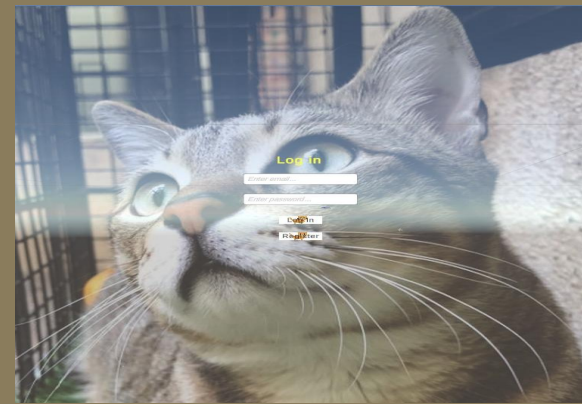 Log in
Enter email...
Enter password...
Log in
Register